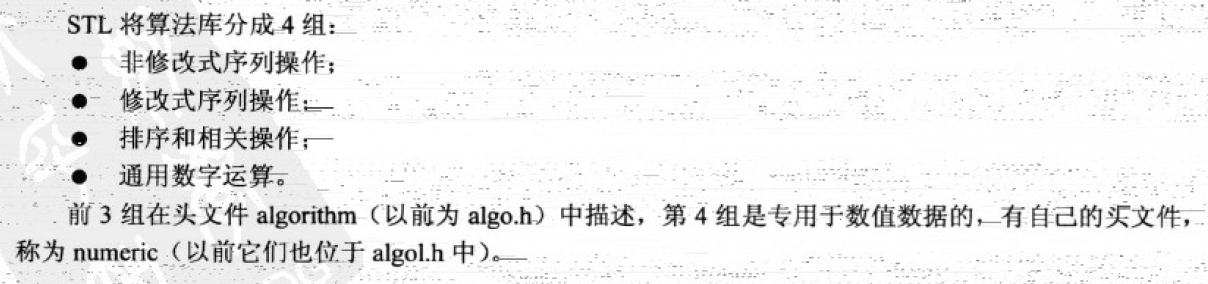 STL 将算法库分成 4 组：
● 非修改式序列操作；
● 修改式序列操作；
● 排序和相关操作；
● 通用数字运算。
前 3 组在头文件 algorithm（以前为 algo.h）中描述，第 4 组是专用于数值数据的，有自己的头文件，
称为 numeric（以前它们也位于 algol.h 中）。